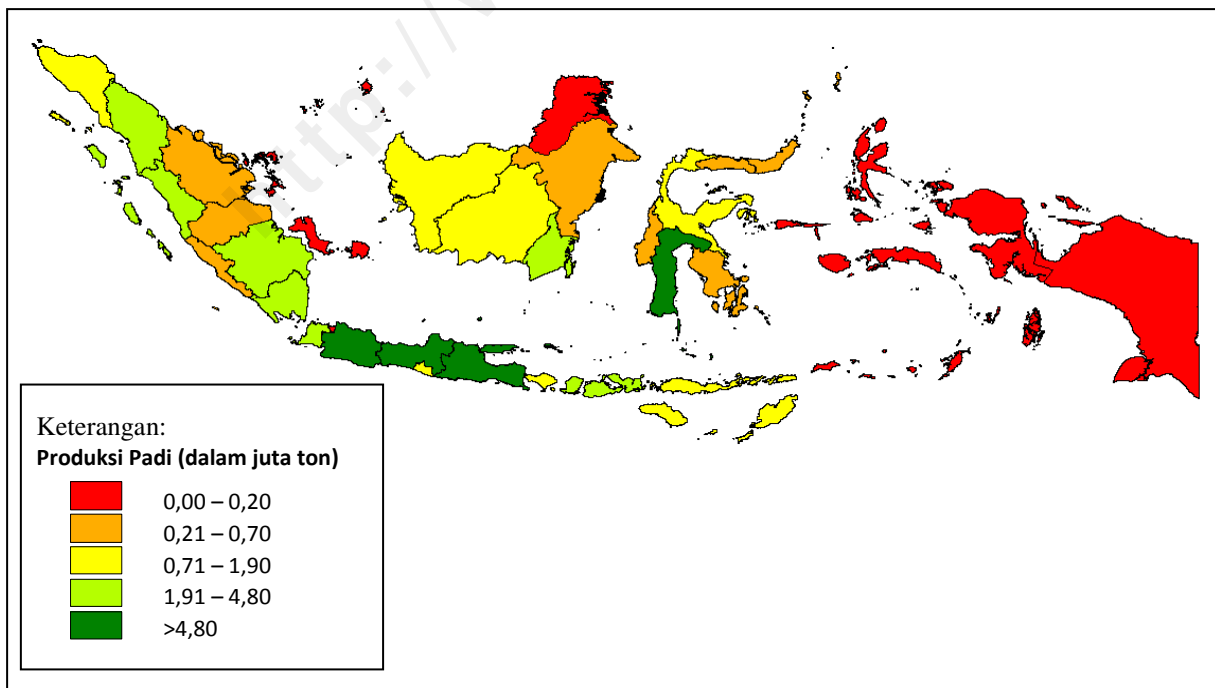 http://
Keterangan:
Produksi Padi (dalam juta ton)
0,00 – 0,20
0,21 – 0,70
0,71 – 1,90
1,91 – 4,80
>4,80